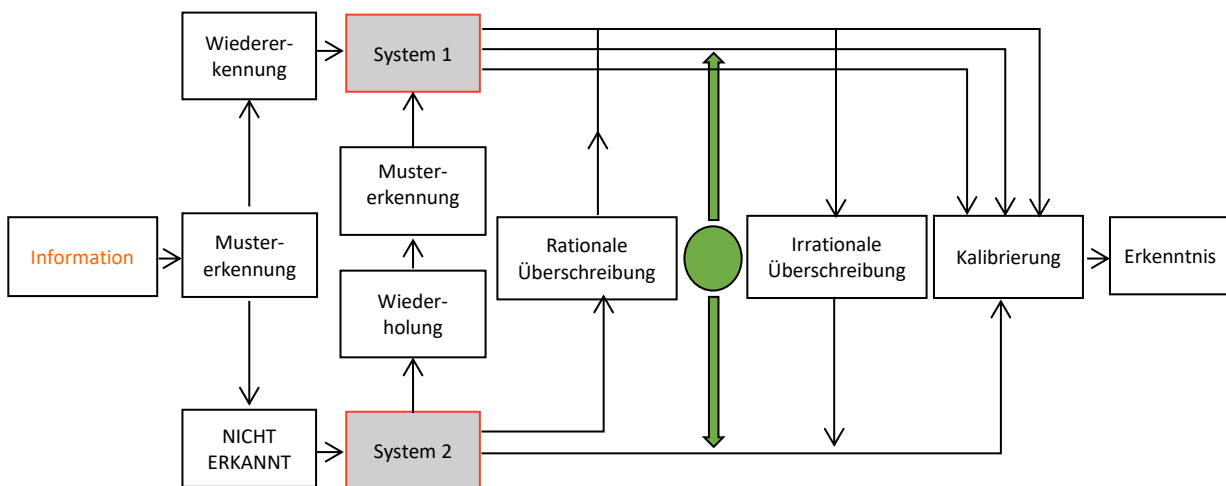 Wiederer-
kennung
System 1
Muster-
erkennung
Information
Muster-
erkennung
Rationale
Überschreibung
Irrationale
Überschreibung
Kalibrierung
Erkenntnis
Wieder-
holung
NICHT
ERKANNT
System 2